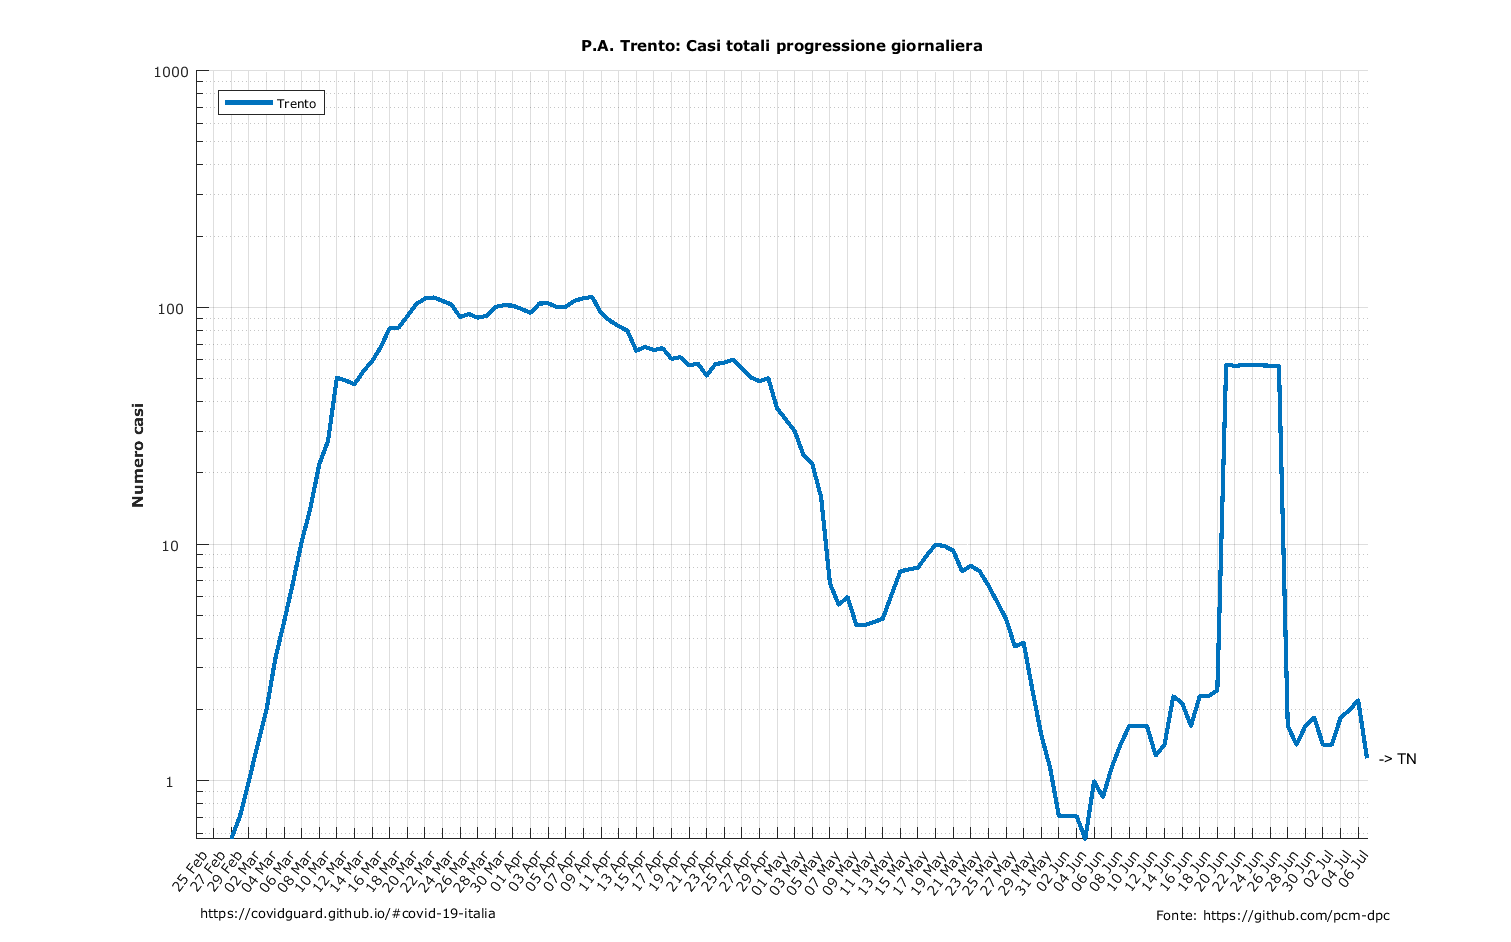 P.A. Trento: Casi totali progressione giornaliera
1000
Trento
100
Numero casi
10
1
-> TN
25 Feb
27 Feb
29 Feb
02 Mar
04 Mar
06 Mar
08 Mar
10 Mar
12 Mar
14 Mar
16 Mar
18 Mar
20 Mar
22 Mar
24 Mar
26 Mar
28 Mar
30 Mar
01 Apr
03 Apr
05 Apr
07 Apr
09 Apr
11 Apr
13 Apr
15 Apr
17 Apr
19 Apr
21 Apr
23 Apr
25 Apr
27 Apr
29 Apr
01 May
03 May
05 May
07 May
09 May
11 May
13 May
15 May
17 May
19 May
21 May
23 May
25 May
27 May
29 May
31 May
02 Jun
04 Jun
06 Jun
08 Jun
10 Jun
12 Jun
14 Jun
16 Jun
18 Jun
20 Jun
22 Jun
24 Jun
26 Jun
28 Jun
30 Jun
02 Jul
04 Jul
06 Jul
https://covidguard.github.io/#covid-19-italia
Fonte: https://github.com/pcm-dpc